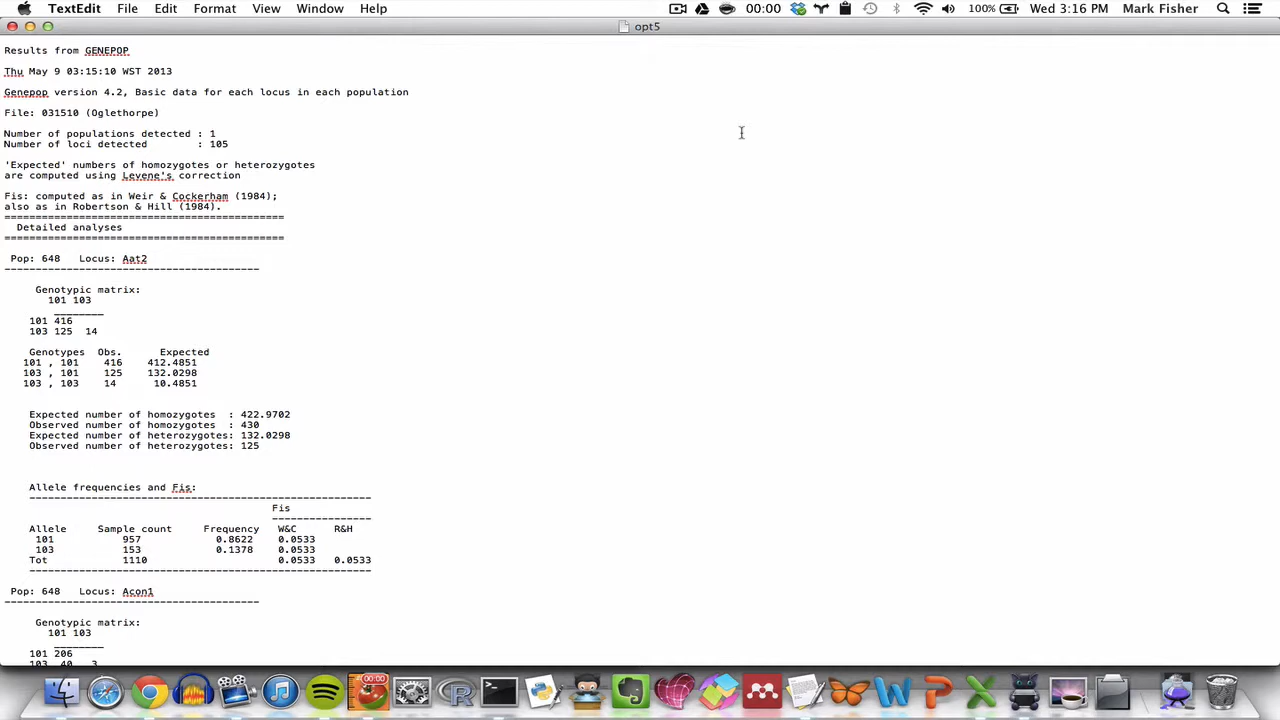 TextEdit File Edit Format View Window Help 00:00 100% Wed 3:16 PM Mark Fisher
opt5
Results from GENEPOP
Thu May 9 03:15:10 WST 2013
Genepop version 4.2, Basic data for each locus in each population
File: 031510 (Oglethorpe)
Number of populations detected : 1
Number of loci detected : 105
'Expected' numbers of homozygotes or heterozygotes
are computed using Levene's correction
Fis: computed as in Weir & Cockerham (1984);
also as in Robertson & Hill (1984).
===========================================
Detailed analyses
===========================================
Pop: 648 Locus: Aat2
-----------------------------------------
Genotypic matrix:
101 103
________
101 416
103 125 14
Genotypes Obs. Expected
101 , 101 416 412.4851
103 , 101 125 132.0298
103 , 103 14 10.4851
Expected number of homozygotes : 422.9702
Observed number of homozygotes : 430
Expected number of heterozygotes: 132.0298
Observed number of heterozygotes: 125
Allele frequencies and Fis:
-------------------------------------------------------
Fis
----------------
Allele Sample count Frequency W&C R&H
101 957 0.8622 0.0533
103 153 0.1378 0.0533
Tot 1110 0.0533 0.0533
-------------------------------------------------------
Pop: 648 Locus: Acon1
-----------------------------------------
Genotypic matrix:
101 103
________
101 206
103 40 3
00:00